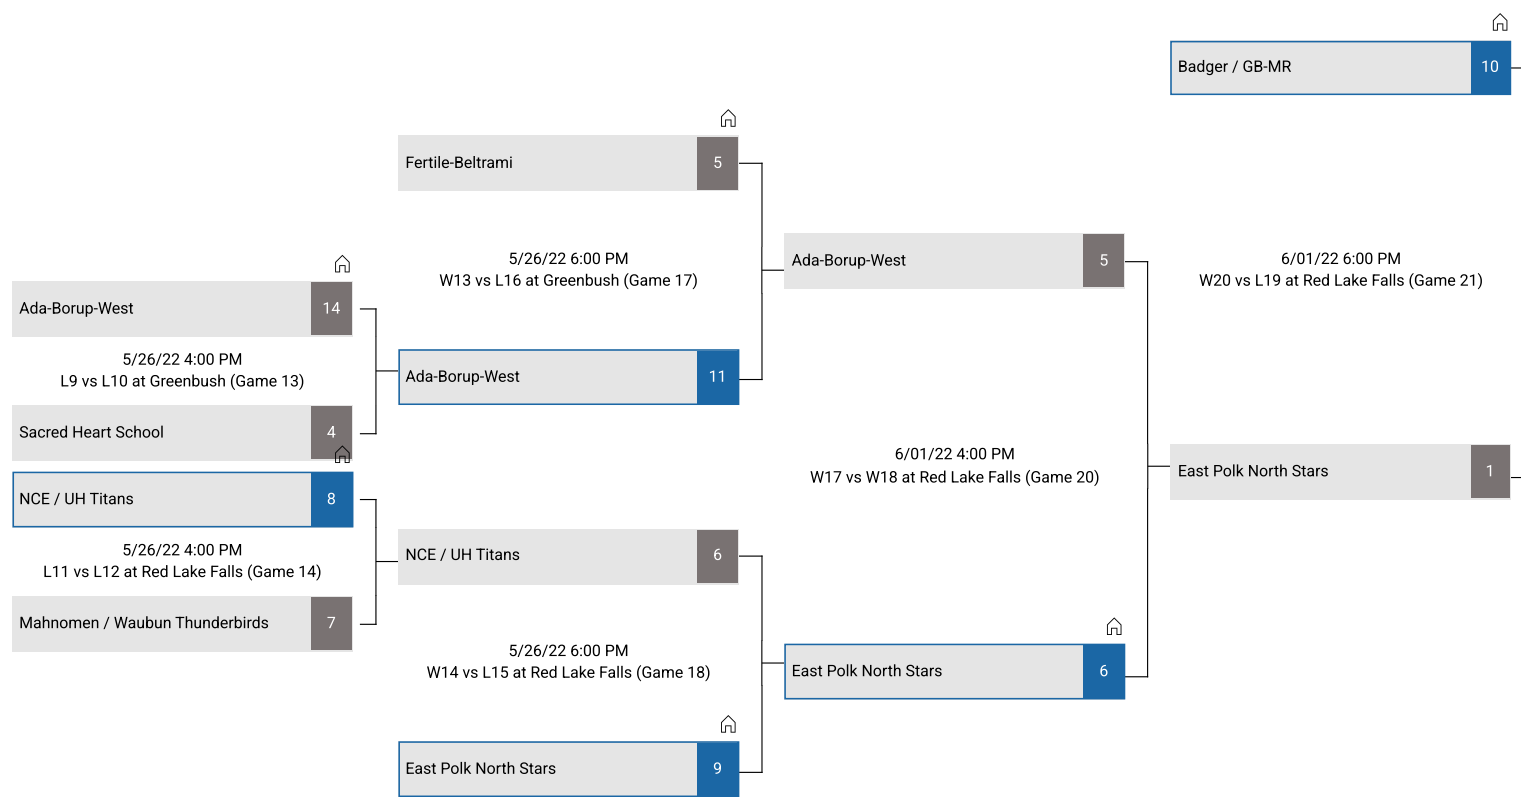 Badger / GB-MR
10
Fertile-Beltrami
5
5/26/22 6:00 PM
W13 vs L16 at Greenbush (Game 17)
Ada-Borup-West
5
6/01/22 6:00 PM
W20 vs L19 at Red Lake Falls (Game 21)
Ada-Borup-West
14
5/26/22 4:00 PM
L9 vs L10 at Greenbush (Game 13)
Ada-Borup-West
11
Sacred Heart School
4
6/01/22 4:00 PM
W17 vs W18 at Red Lake Falls (Game 20)
East Polk North Stars
1
NCE / UH Titans
8
5/26/22 4:00 PM
L11 vs L12 at Red Lake Falls (Game 14)
NCE / UH Titans
6
Mahnomen / Waubun Thunderbirds
7
5/26/22 6:00 PM
W14 vs L15 at Red Lake Falls (Game 18)
East Polk North Stars
6
East Polk North Stars
9